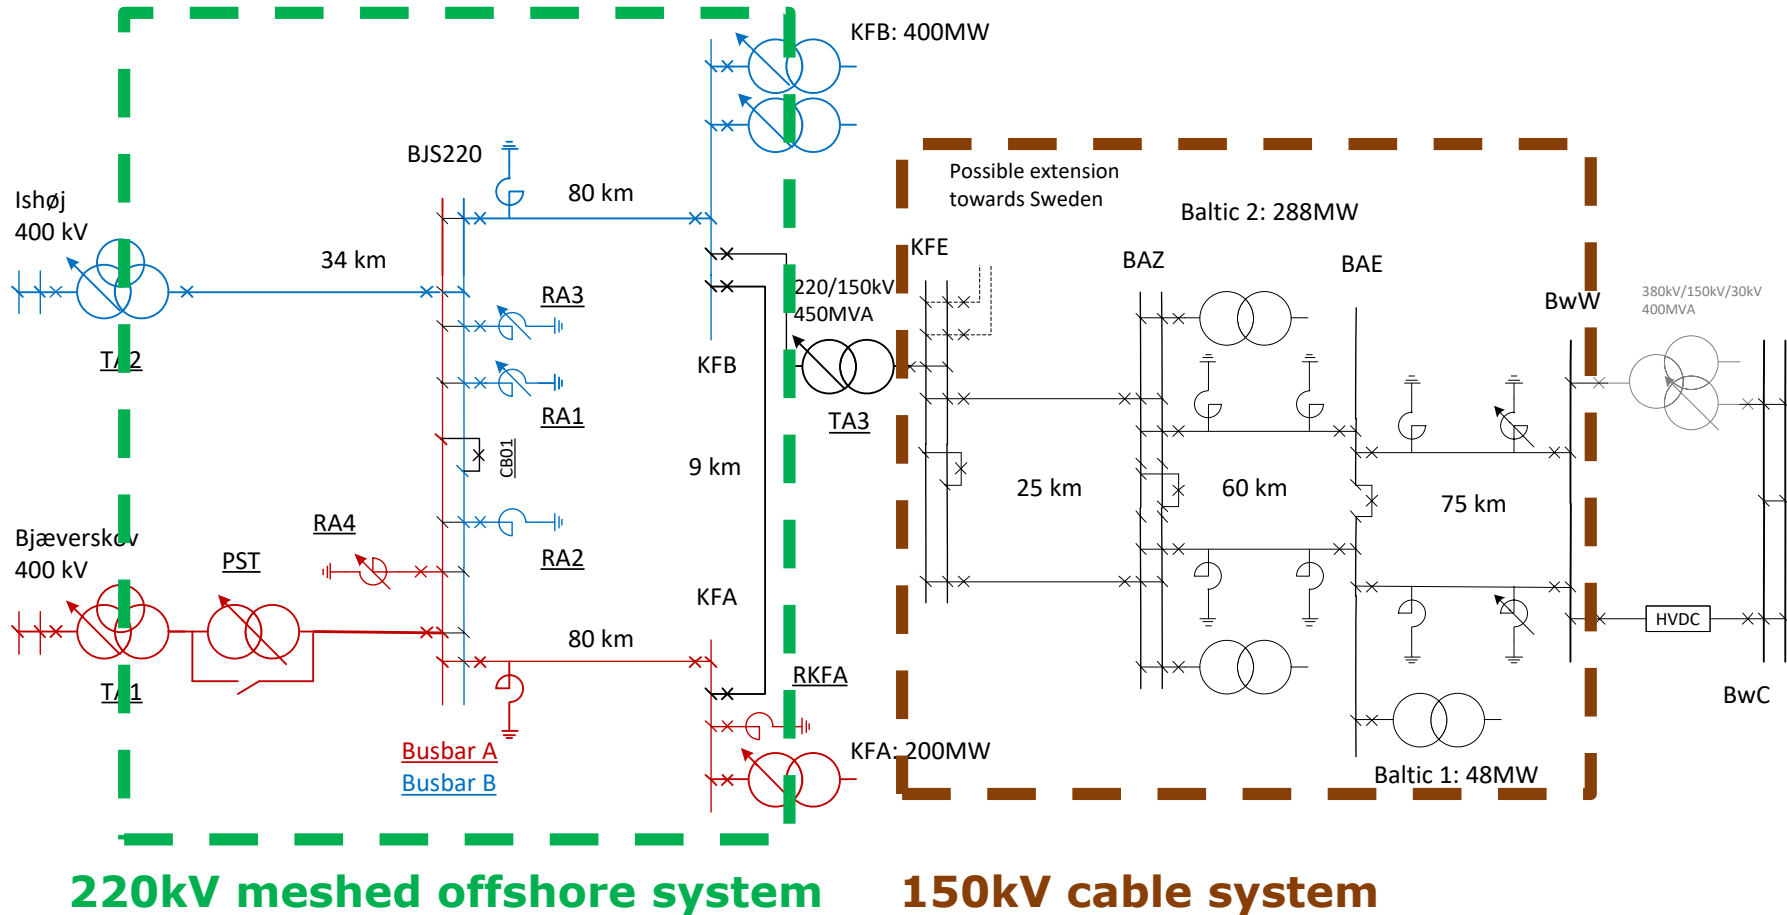 KFB: 400MW
BJS220
Possible extension
towards Sweden
80 km
Baltic 2: 288MW
Ishøj
400 kV
34 km
KFE
BAZ
BAE
BwW
RA3
220/150kV
450MVA
380kV/150kV/30kV
400MVA
TA2
KFB
RA1
TA3
CB01
9 km
25 km
60 km
75 km
RA4
Bjæverskov
400 kV
PST
RA2
KFA
HVDC
80 km
TA1
RKFA
BwC
Busbar A
KFA: 200MW
Busbar B
Baltic 1: 48MW
220kV meshed offshore system
150kV cable system